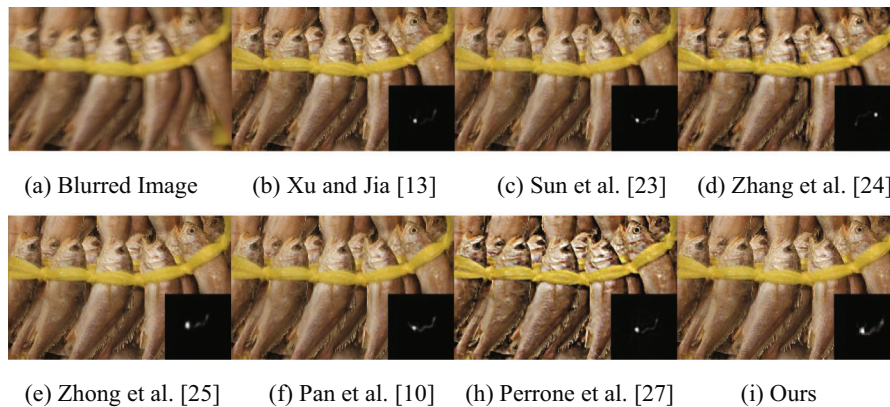 (a) Blurred Image (b) Xu and Jia [13] (c) Sun et al. [23] (d) Zhang et al. [24]
(e) Zhong et al. [25] (f) Pan et al. [10] (h) Perrone et al. [27] (i) Ours